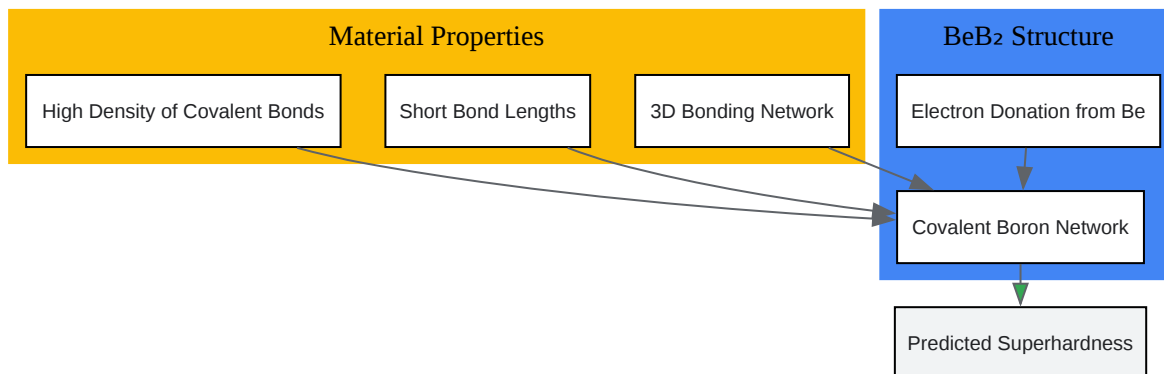 Material Properties
BeB₂ Structure
High Density of Covalent Bonds
Short Bond Lengths
3D Bonding Network
Electron Donation from Be
Covalent Boron Network
Predicted Superhardness